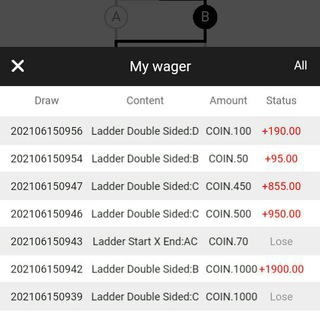 A B
My wager All
Draw Content Amount Status
202106150956 Ladder Double Sided:D COIN.100 +190.00
202106150954 Ladder Double Sided:B COIN.50 +95.00
202106150947 Ladder Double Sided:C COIN.450 +855.00
202106150946 Ladder Double Sided:C COIN.500 +950.00
202106150943 Ladder Start X End:AC COIN.70 Lose
202106150942 Ladder Double Sided:B COIN.1000 +1900.00
202106150939 Ladder Double Sided:C COIN.1000 Lose